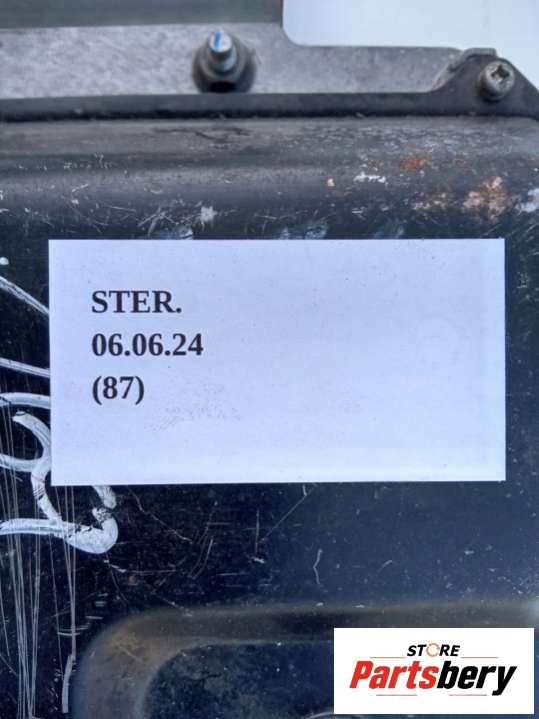 STER.
06.06.24
(87)
STORE
Partsbery